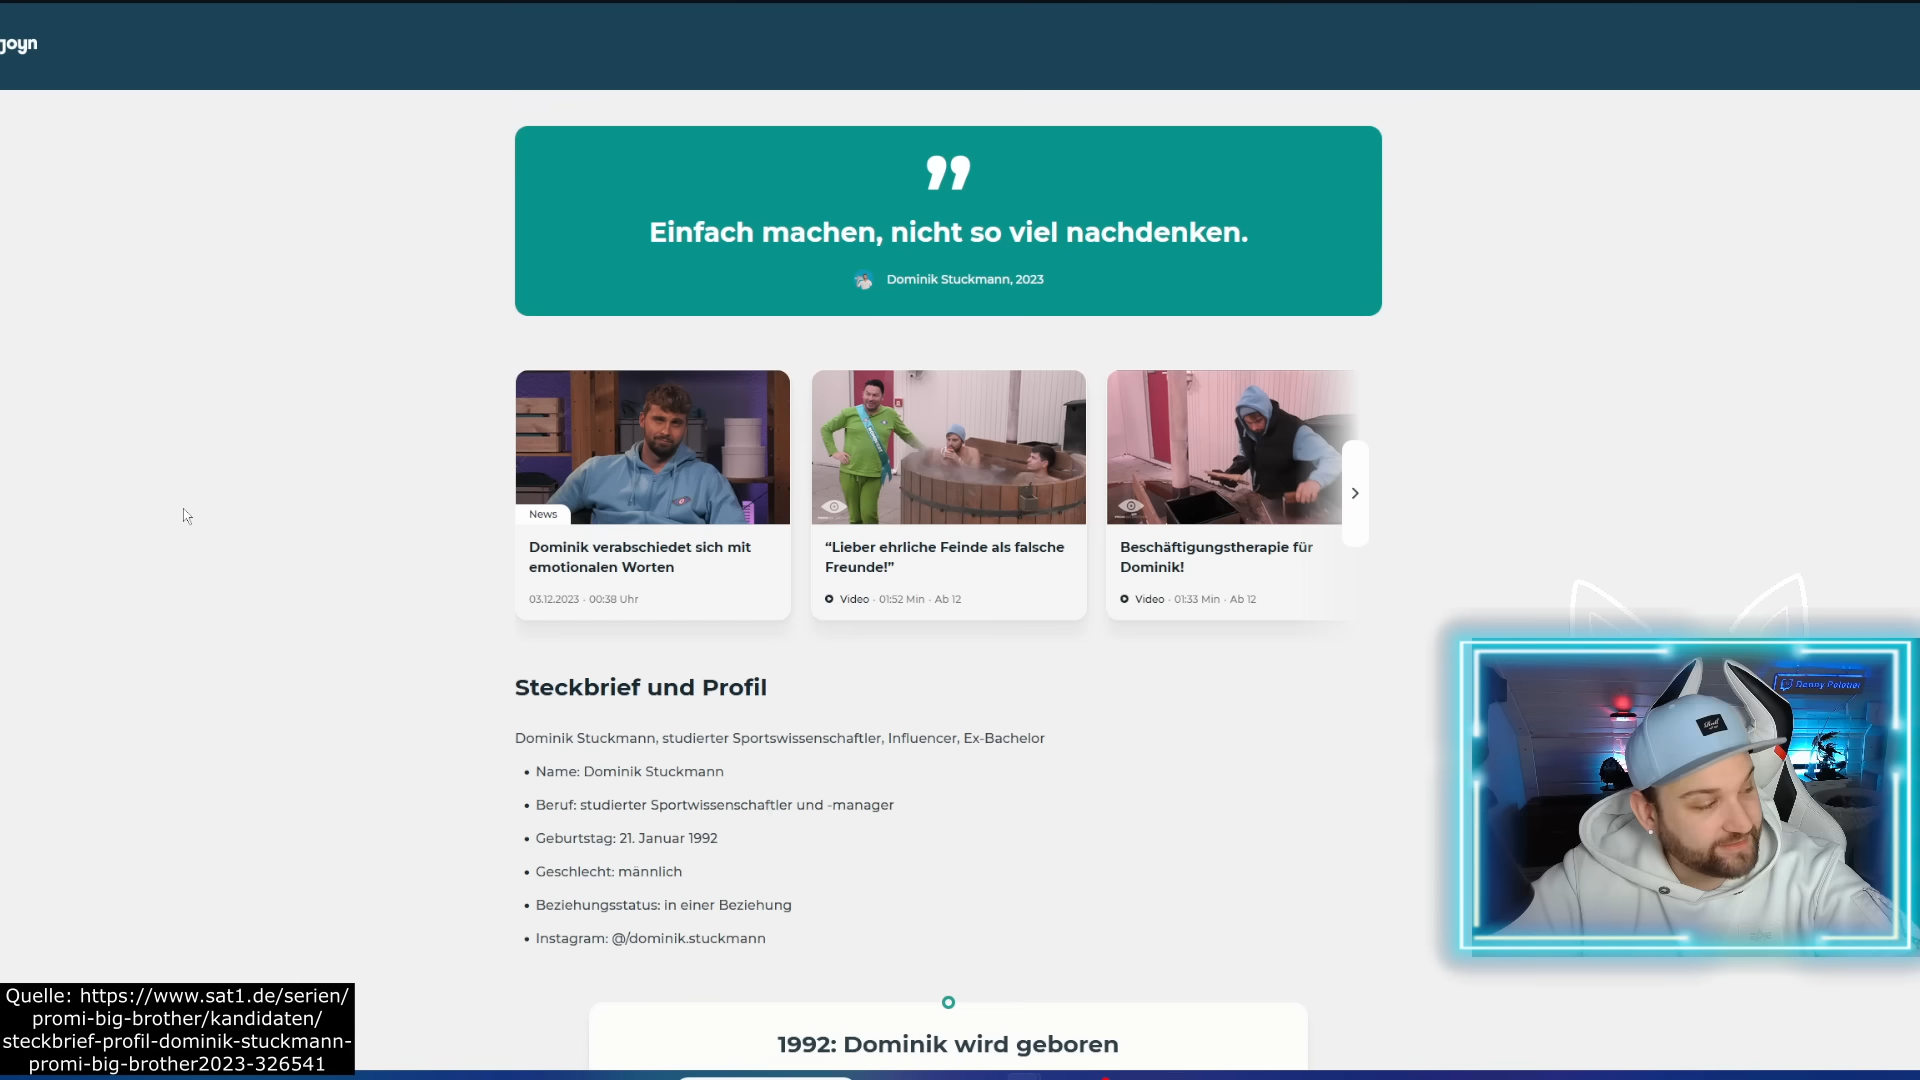 joyn
Einfach machen, nicht so viel nachdenken.
Dominik Stuckmann, 2023
News
Dominik verabschiedet sich mit
emotionalen Worten
03.12.2023 · 00:38 Uhr
“Lieber ehrliche Feinde als falsche
Freunde!”
Video · 01:52 Min · Ab 12
Beschäftigungstherapie für
Dominik!
Video · 01:33 Min · Ab 12
Steckbrief und Profil
Dominik Stuckmann, studierter Sportswissenschaftler, Influencer, Ex-Bachelor
• Name: Dominik Stuckmann
• Beruf: studierter Sportwissenschaftler und -manager
• Geburtstag: 21. Januar 1992
• Geschlecht: männlich
• Beziehungsstatus: in einer Beziehung
• Instagram: @/dominik.stuckmann
1992: Dominik wird geboren
Danny Peletier
Quelle: https://www.sat1.de/serien/
promi-big-brother/kandidaten/
steckbrief-profil-dominik-stuckmann-
promi-big-brother2023-326541